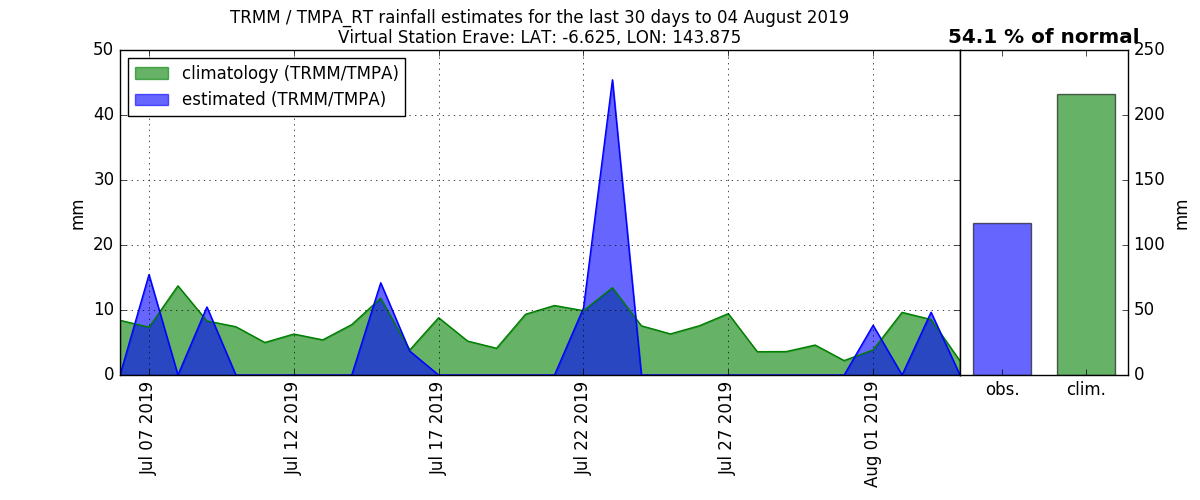 TRMM / TMPA_RT rainfall estimates for the last 30 days to 04 August 2019
Virtual Station Erave: LAT: -6.625, LON: 143.875
54.1 % of normal
climatology (TRMM/TMPA)
estimated (TRMM/TMPA)
50
40
30
20
10
0
mm
Jul 07 2019
Jul 12 2019
Jul 17 2019
Jul 22 2019
Jul 27 2019
Aug 01 2019
obs.
clim.
250
200
150
100
50
0
mm